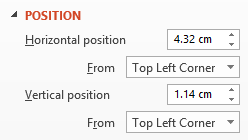 POSITION
Horizontal position 4.32 cm
From Top Left Corner
Vertical position 1.14 cm
From Top Left Corner